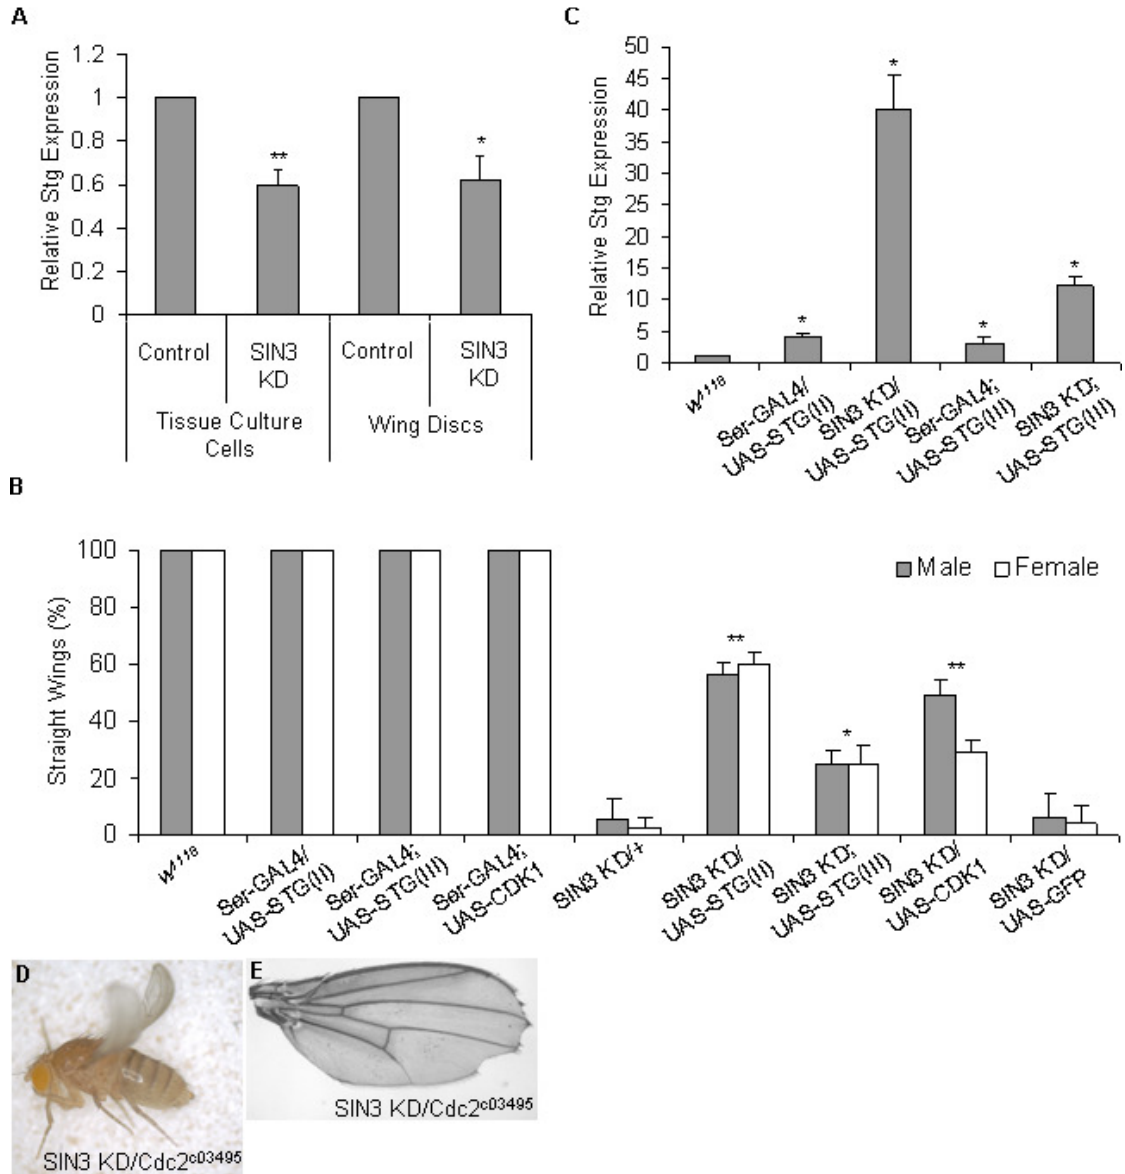 A
Relative Stg Expression
1.2
1
0.8
0.6
0.4
0.2
0
**
*
Control
SIN3
KD
Control
SIN3
KD
Tissue Culture
Cells
Wing Discs
C
Relative Stg Expression
50
45
40
35
30
25
20
15
10
5
0
*
*
*
*
w1118
Ser-GAL4/
UAS-STG(II)
SIN3 KD/
UAS-STG(II)
Ser-GAL4;
UAS-STG(III)
SIN3 KD;
UAS-STG(III)
B
Straight Wings (%)
100
80
60
40
20
0
Male
Female
**
*
**
w1118
Ser-GAL4/
UAS-STG(II)
Ser-GAL4;
UAS-STG(III)
Ser-GAL4;
UAS-CDK1
SIN3 KD/+
SIN3 KD/
UAS-STG(II)
SIN3 KD;
UAS-STG(III)
SIN3 KD/
UAS-CDK1
SIN3 KD/
UAS-GFP
D
SIN3 KD/Cdc2c03495
E
SIN3 KD/Cdc2c03495